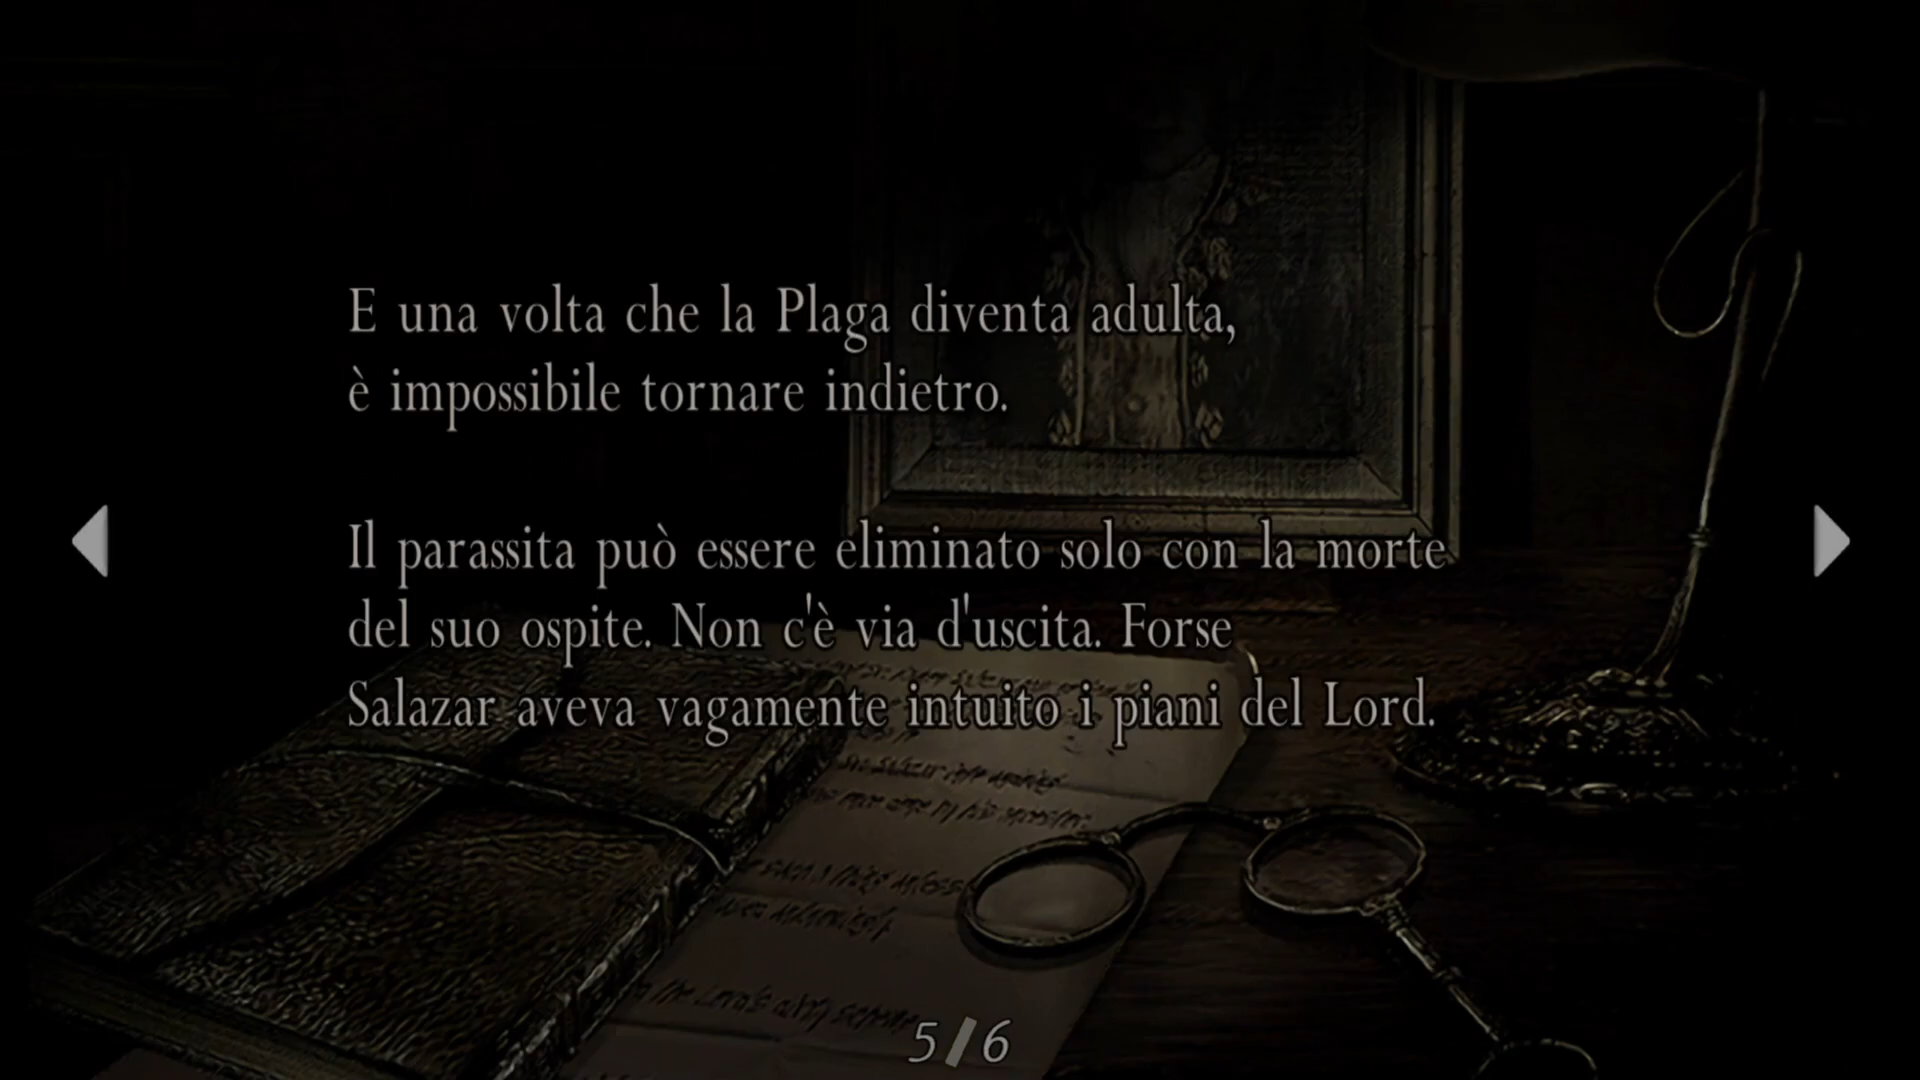 E una volta che la Plaga diventa adulta,
è impossibile tornare indietro.
Il parassita può essere eliminato solo con la morte
del suo ospite. Non c'è via d'uscita. Forse
Salazar aveva vagamente intuito i piani del Lord.
5/6